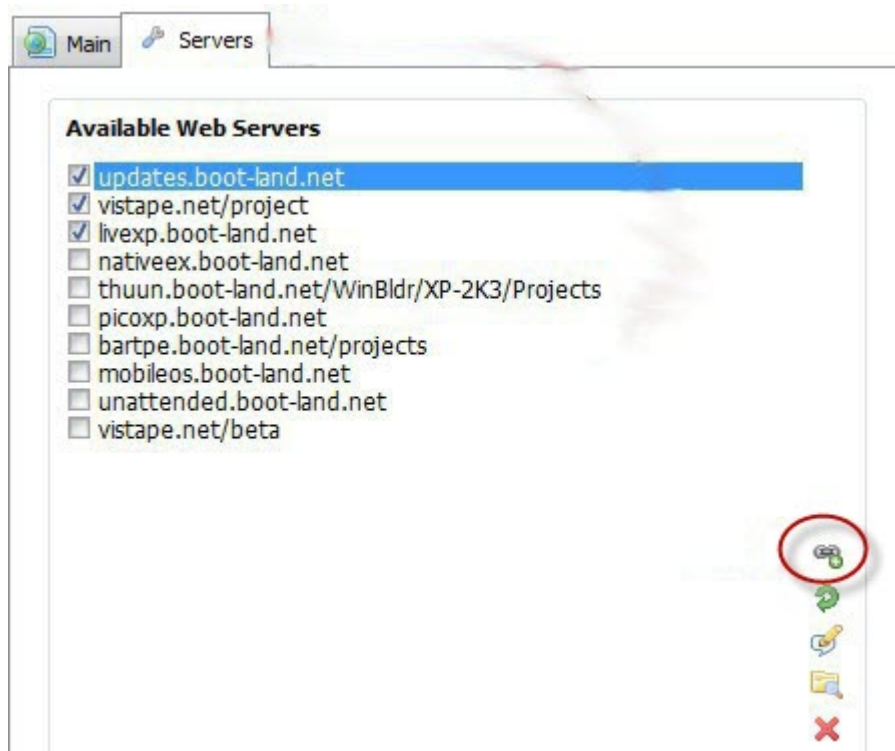 Main
Servers
Available Web Servers
updates.boot-land.net
vistape.net/project
livexp.boot-land.net
nativeex.boot-land.net
thuun.boot-land.net/WinBldr/XP-2K3/Projects
picoxp.boot-land.net
bartpe.boot-land.net/projects
mobileos.boot-land.net
unattended.boot-land.net
vistape.net/beta